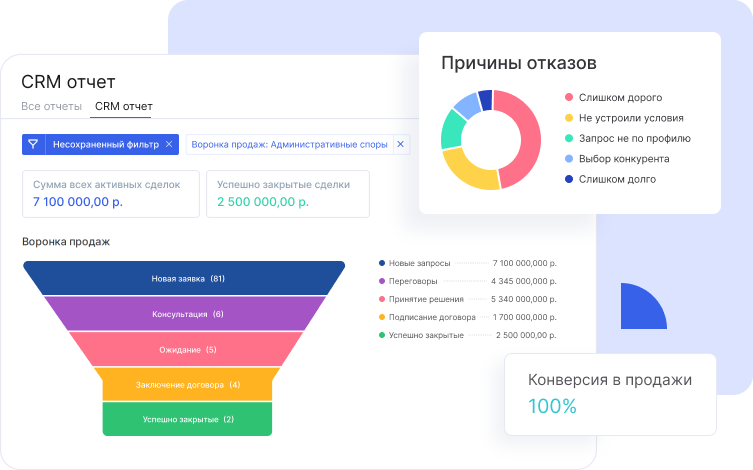 CRM отчет
Все отчеты CRM отчет
Несохраненный фильтр ✕
Воронка продаж: Административные споры ✕
Сумма всех активных сделок
7 100 000,00 р.
Успешно закрытые сделки
2 500 000,00 р.
Воронка продаж
Новая заявка (81)
Консультация (6)
Ожидание (5)
Заключение договора (4)
Успешно закрытые (2)
Новые запросы 7 100 000,000 р.
Переговоры 4 345 000,000 р.
Принятие решения 5 340 000,000 р.
Подписание договора 1 700 000,000 р.
Успешно закрытые 2 500 000,00 р.
Причины отказов
Слишком дорого
Не устроили условия
Запрос не по профилю
Выбор конкурента
Слишком долго
Конверсия в продажи
100%